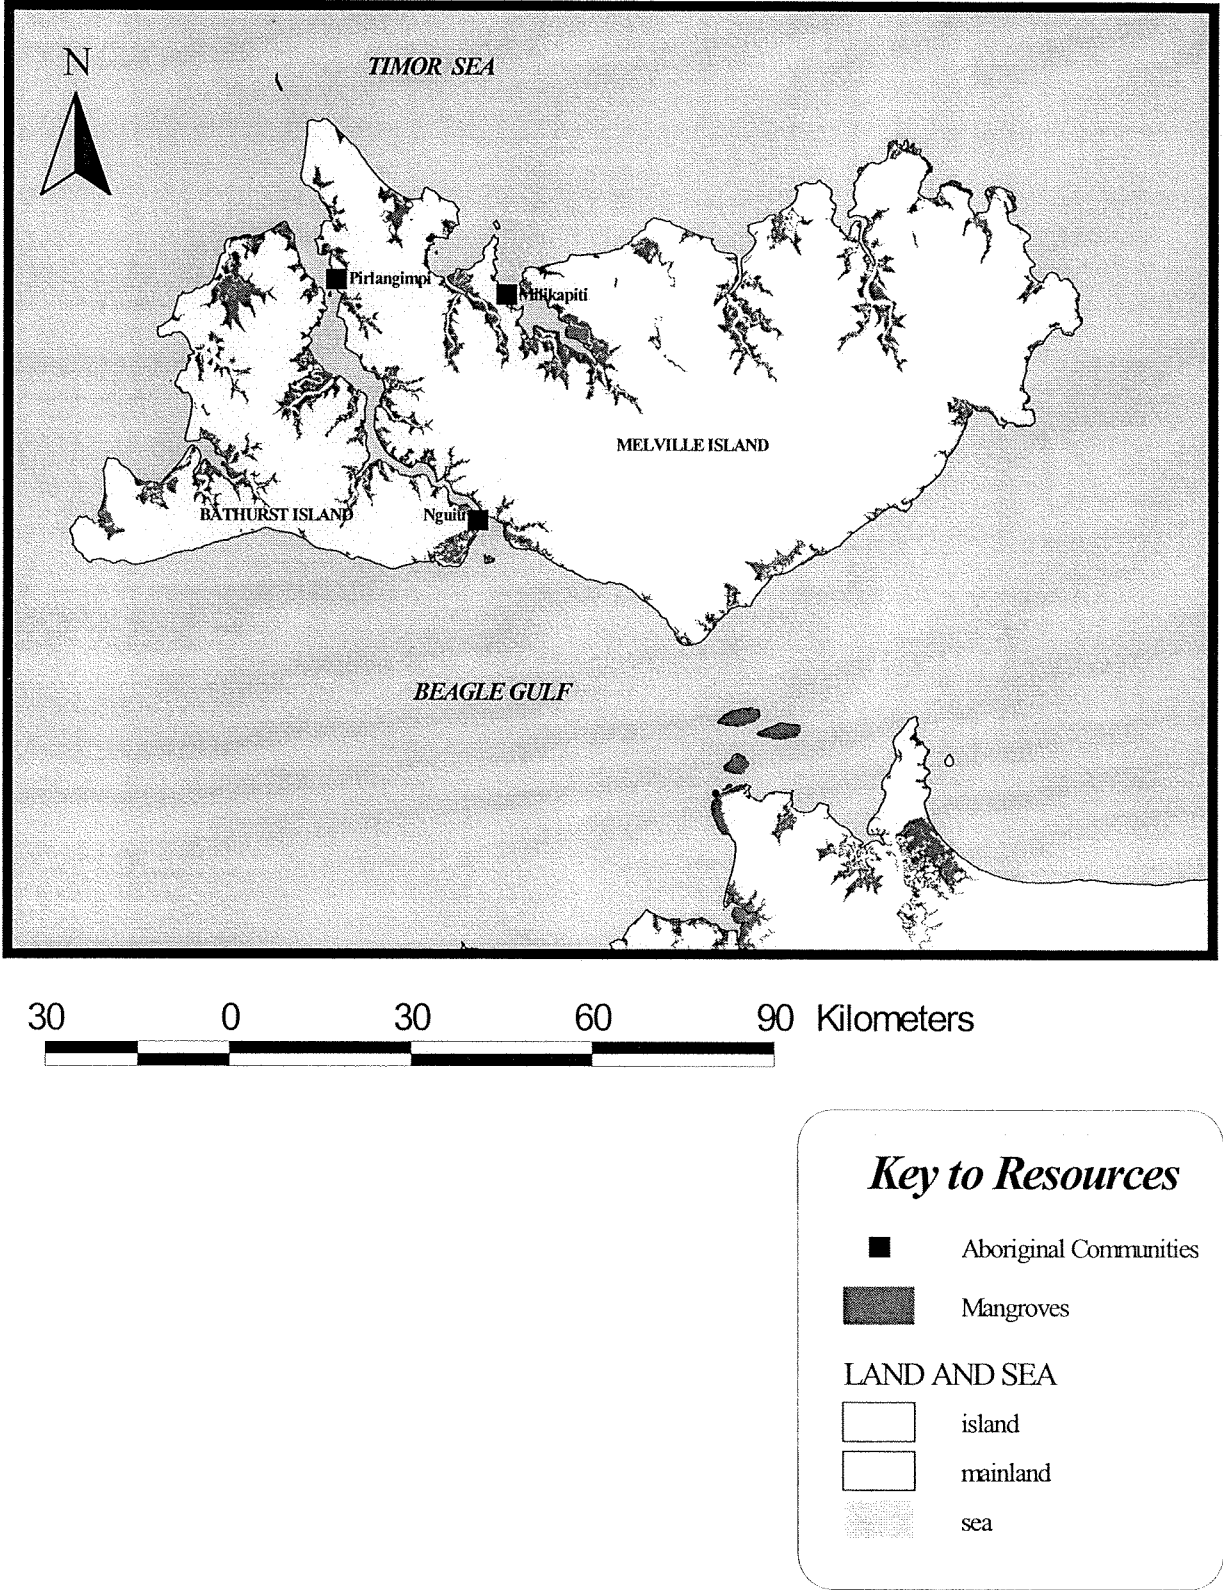 N
TIMOR SEA
Pirlangimpi
Milikapiti
MELVILLE ISLAND
BATHURST ISLAND
Nguiu
BEAGLE GULF
30 0 30 60 90 Kilometers
Key to Resources
Aboriginal Communities
Mangroves
LAND AND SEA
island
mainland
sea